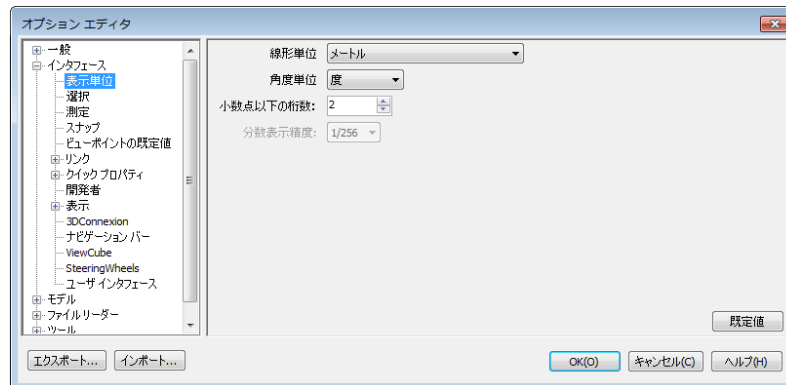 オプション エディタ
一般
インタフェース
表示単位
選択
測定
スナップ
ビューポイントの既定値
リンク
クイック プロパティ
開発者
表示
3DConnexion
ナビゲーション バー
ViewCube
SteeringWheels
ユーザ インタフェース
モデル
ファイル リーダー
ツール
線形単位 メートル
角度単位 度
小数点以下の桁数: 2
分数表示精度: 1/256
既定値
エクスポート... インポート... OK(O) キャンセル(C) ヘルプ(H)